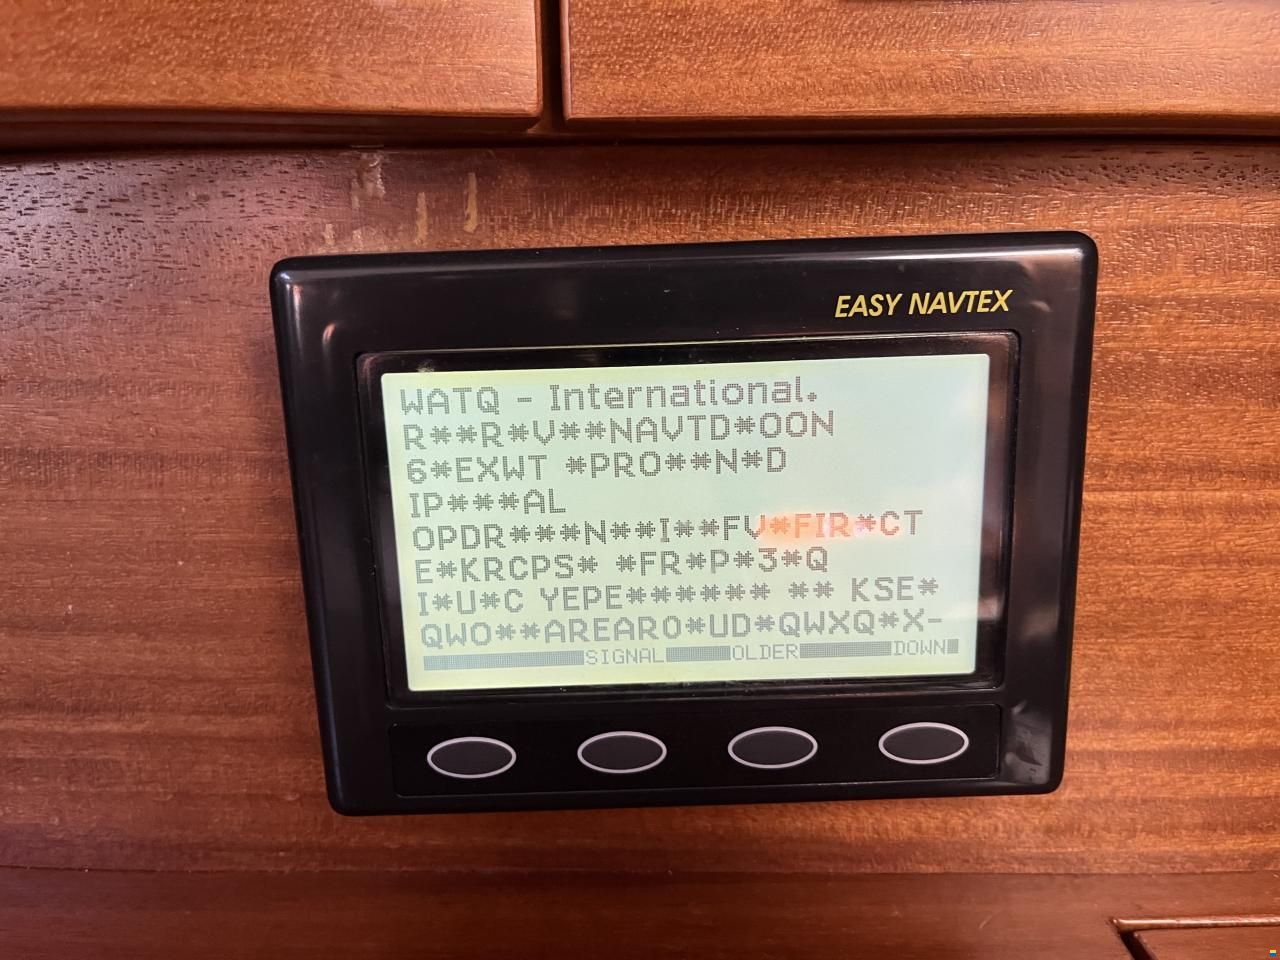 EASY NAVTEX
WATQ - International.
R**R*V**NAVTD*OON
6*EXWT *PRO**N*D
IP***AL
OPDR***N**I**FV*FIR*CT
E*KRCPS* *FR*P*3*Q
I*U*C YEPE****** ** KSE*
QWO**AREARO*UD*QWXQ*X-
SIGNAL OLDER DOWN